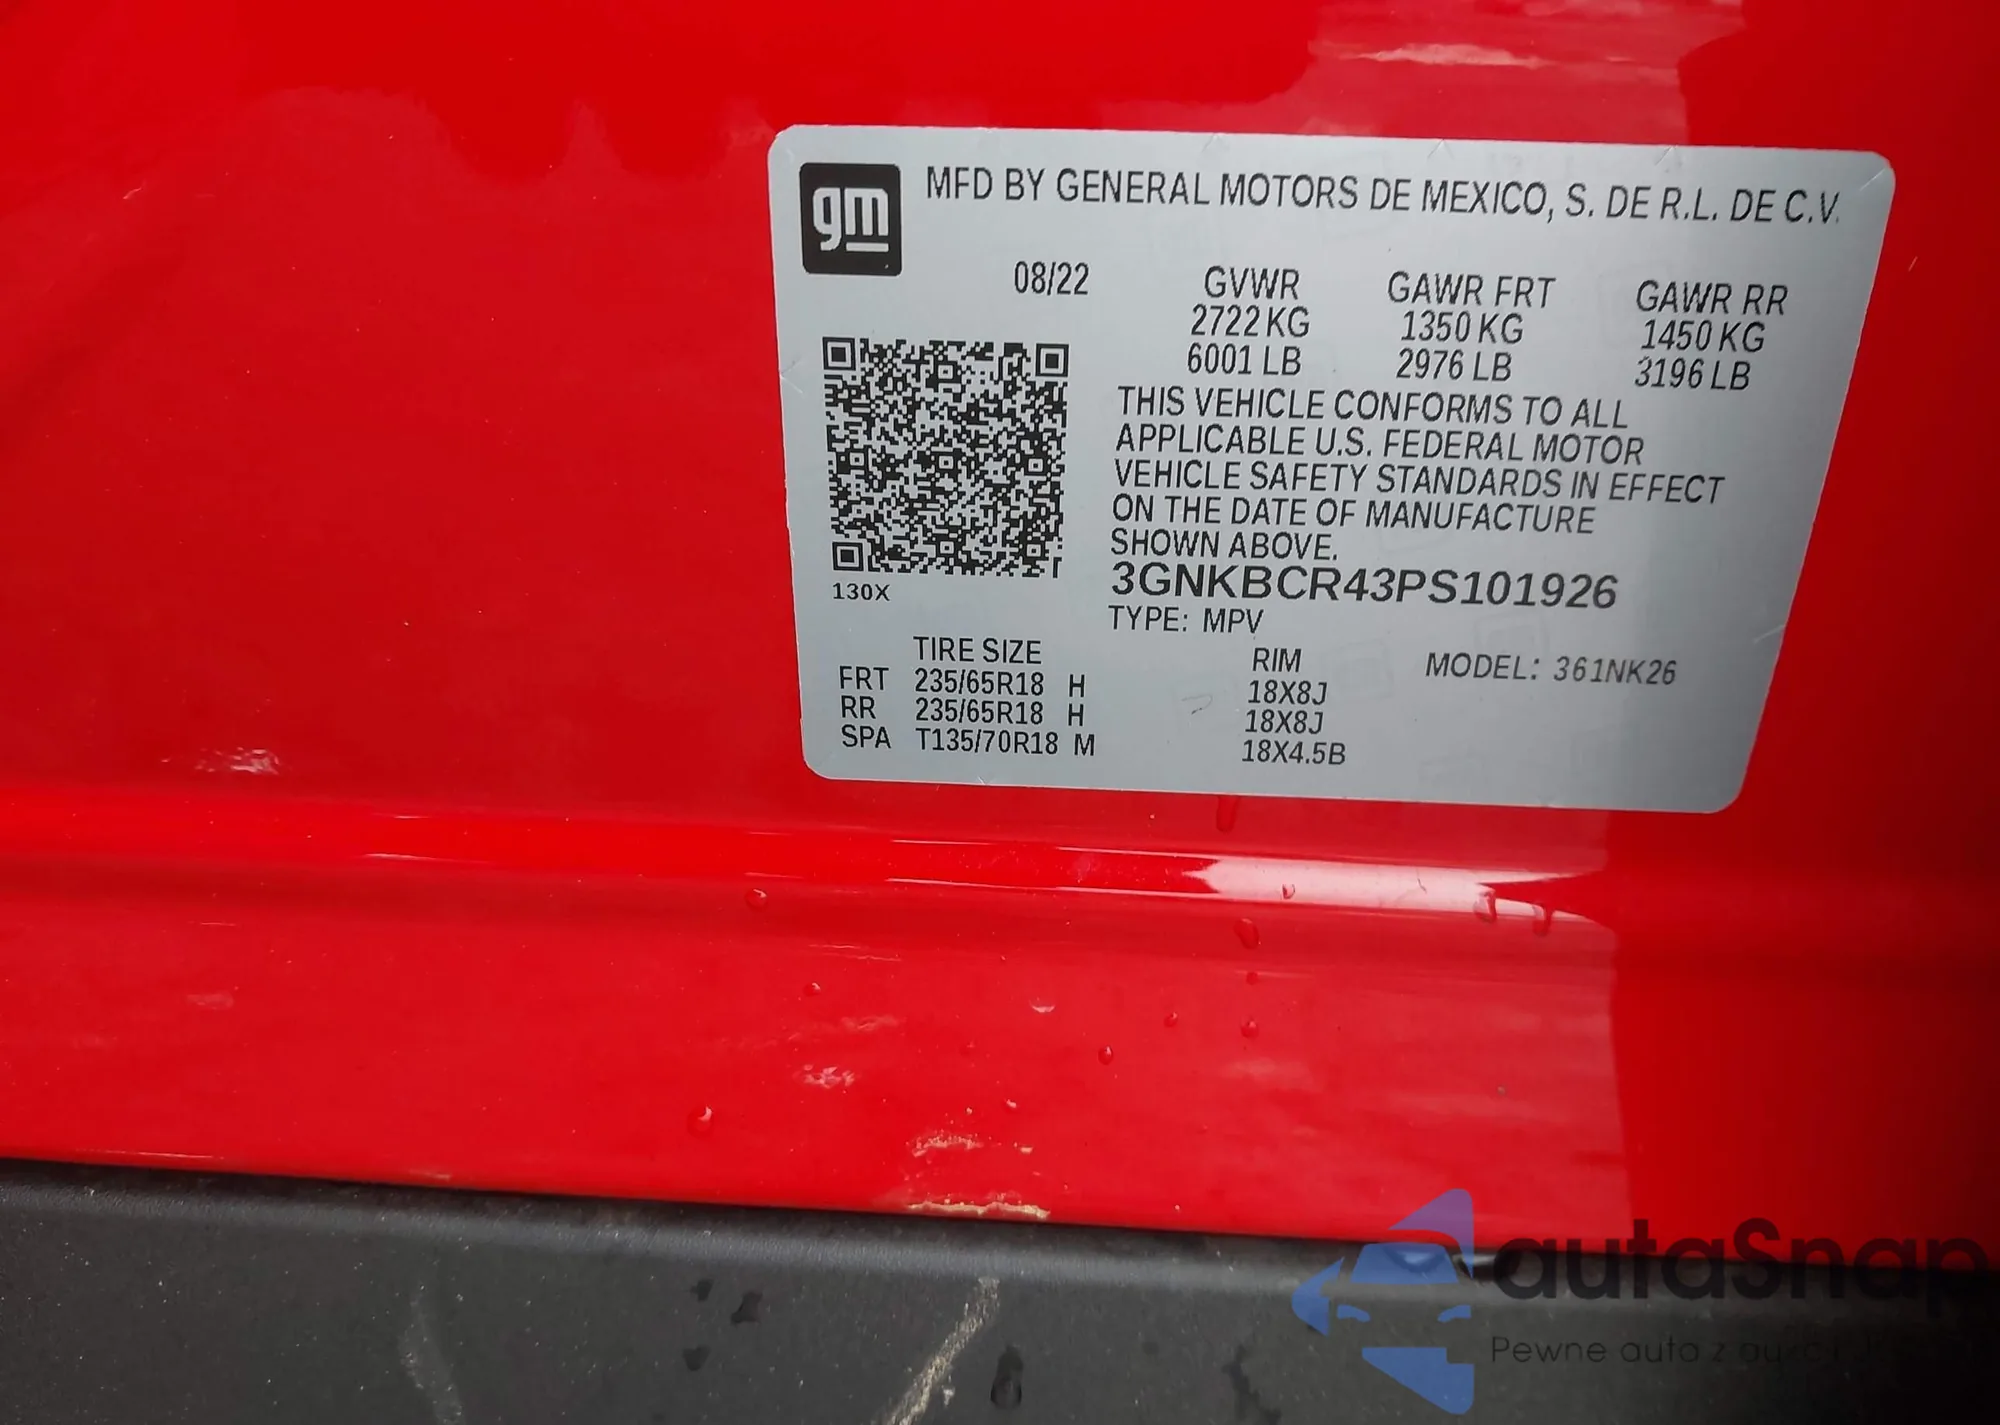 gm
MFD BY GENERAL MOTORS DE MEXICO, S. DE R.L. DE C.V.
08/22 GVWR GAWR FRT GAWR RR
2722 KG 1350 KG 1450 KG
6001 LB 2976 LB 3196 LB
THIS VEHICLE CONFORMS TO ALL
APPLICABLE U.S. FEDERAL MOTOR
VEHICLE SAFETY STANDARDS IN EFFECT
ON THE DATE OF MANUFACTURE
SHOWN ABOVE.
3GNKBCR43PS101926
130X
TYPE: MPV
TIRE SIZE RIM MODEL: 361NK26
FRT 235/65R18 H 18X8J
RR 235/65R18 H 18X8J
SPA T135/70R18 M 18X4.5B
autaSnap
Pewne auta z